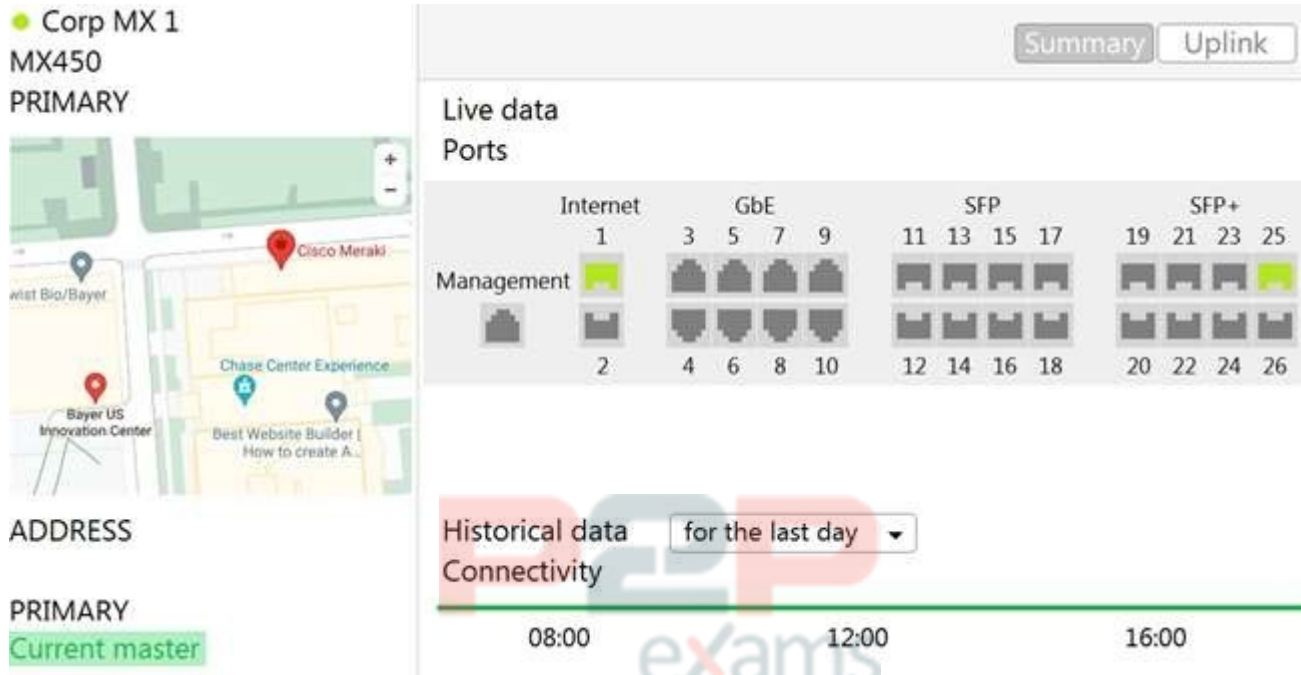 Corp MX 1
MX450
PRIMARY
Cisco Meraki
wist Bio/Bayer
Chase Center Experience
Bayer US
Innovation Center
Best Website Builder |
How to create A...
ADDRESS
PRIMARY
Current master
Summary Uplink
Live data
Ports
Internet GbE SFP SFP+
1 3 5 7 9 11 13 15 17 19 21 23 25
Management
2 4 6 8 10 12 14 16 18 20 22 24 26
Historical data for the last day
Connectivity
08:00 12:00 16:00
P2P
exams